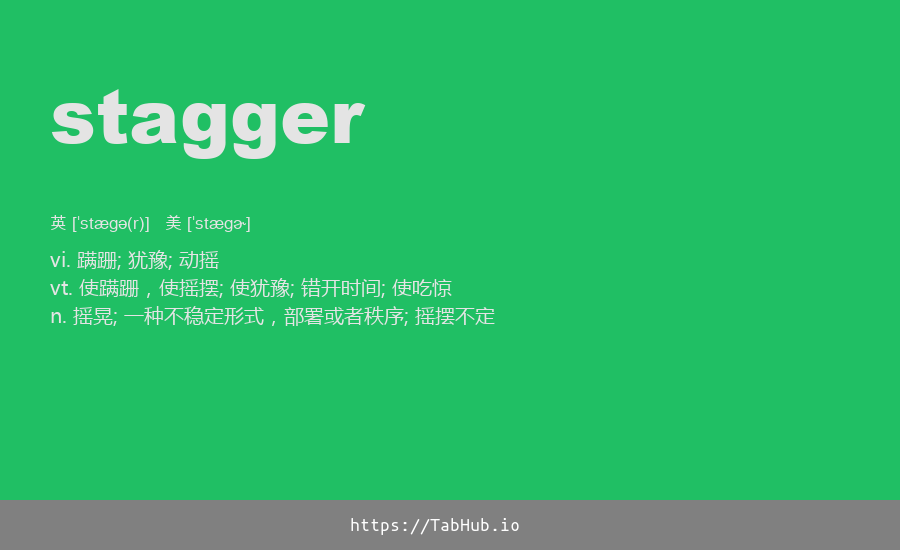 stagger
英 [ˈstægə(r)] 美 [ˈstægɚ]
vi. 蹒跚; 犹豫; 动摇
vt. 使蹒跚，使摇摆; 使犹豫; 错开时间; 使吃惊
n. 摇晃; 一种不稳定形式，部署或者秩序; 摇摆不定
https://TabHub.io